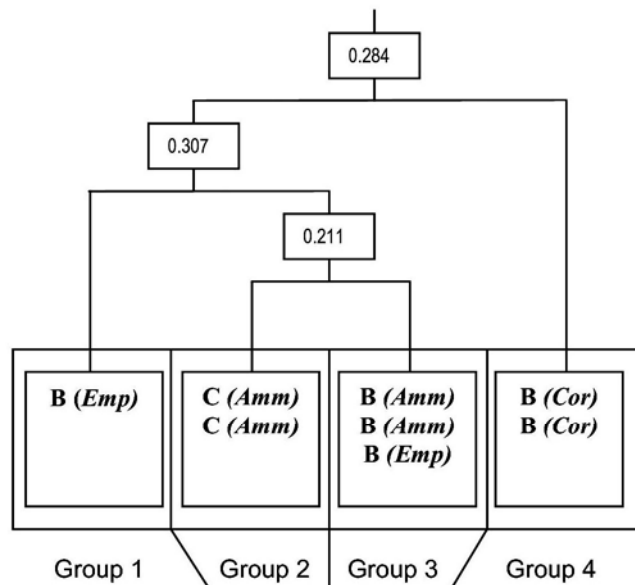 0.284
0.307
0.211
B (Emp)
C (Amm)
C (Amm)
B (Amm)
B (Amm)
B (Emp)
B (Cor)
B (Cor)
Group 1
Group 2
Group 3
Group 4